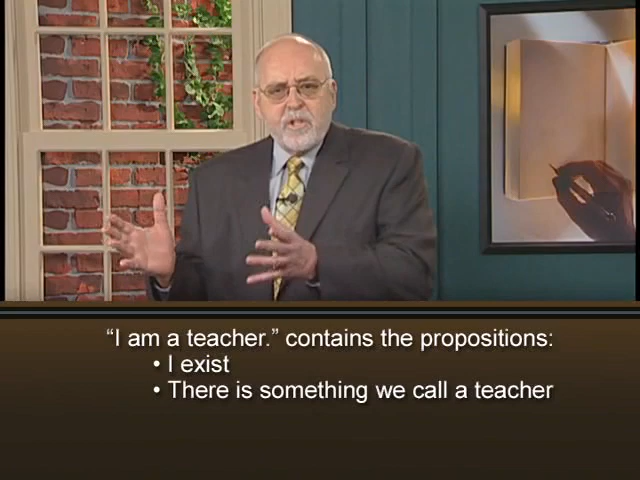 “I am a teacher.” contains the propositions:
• I exist
• There is something we call a teacher